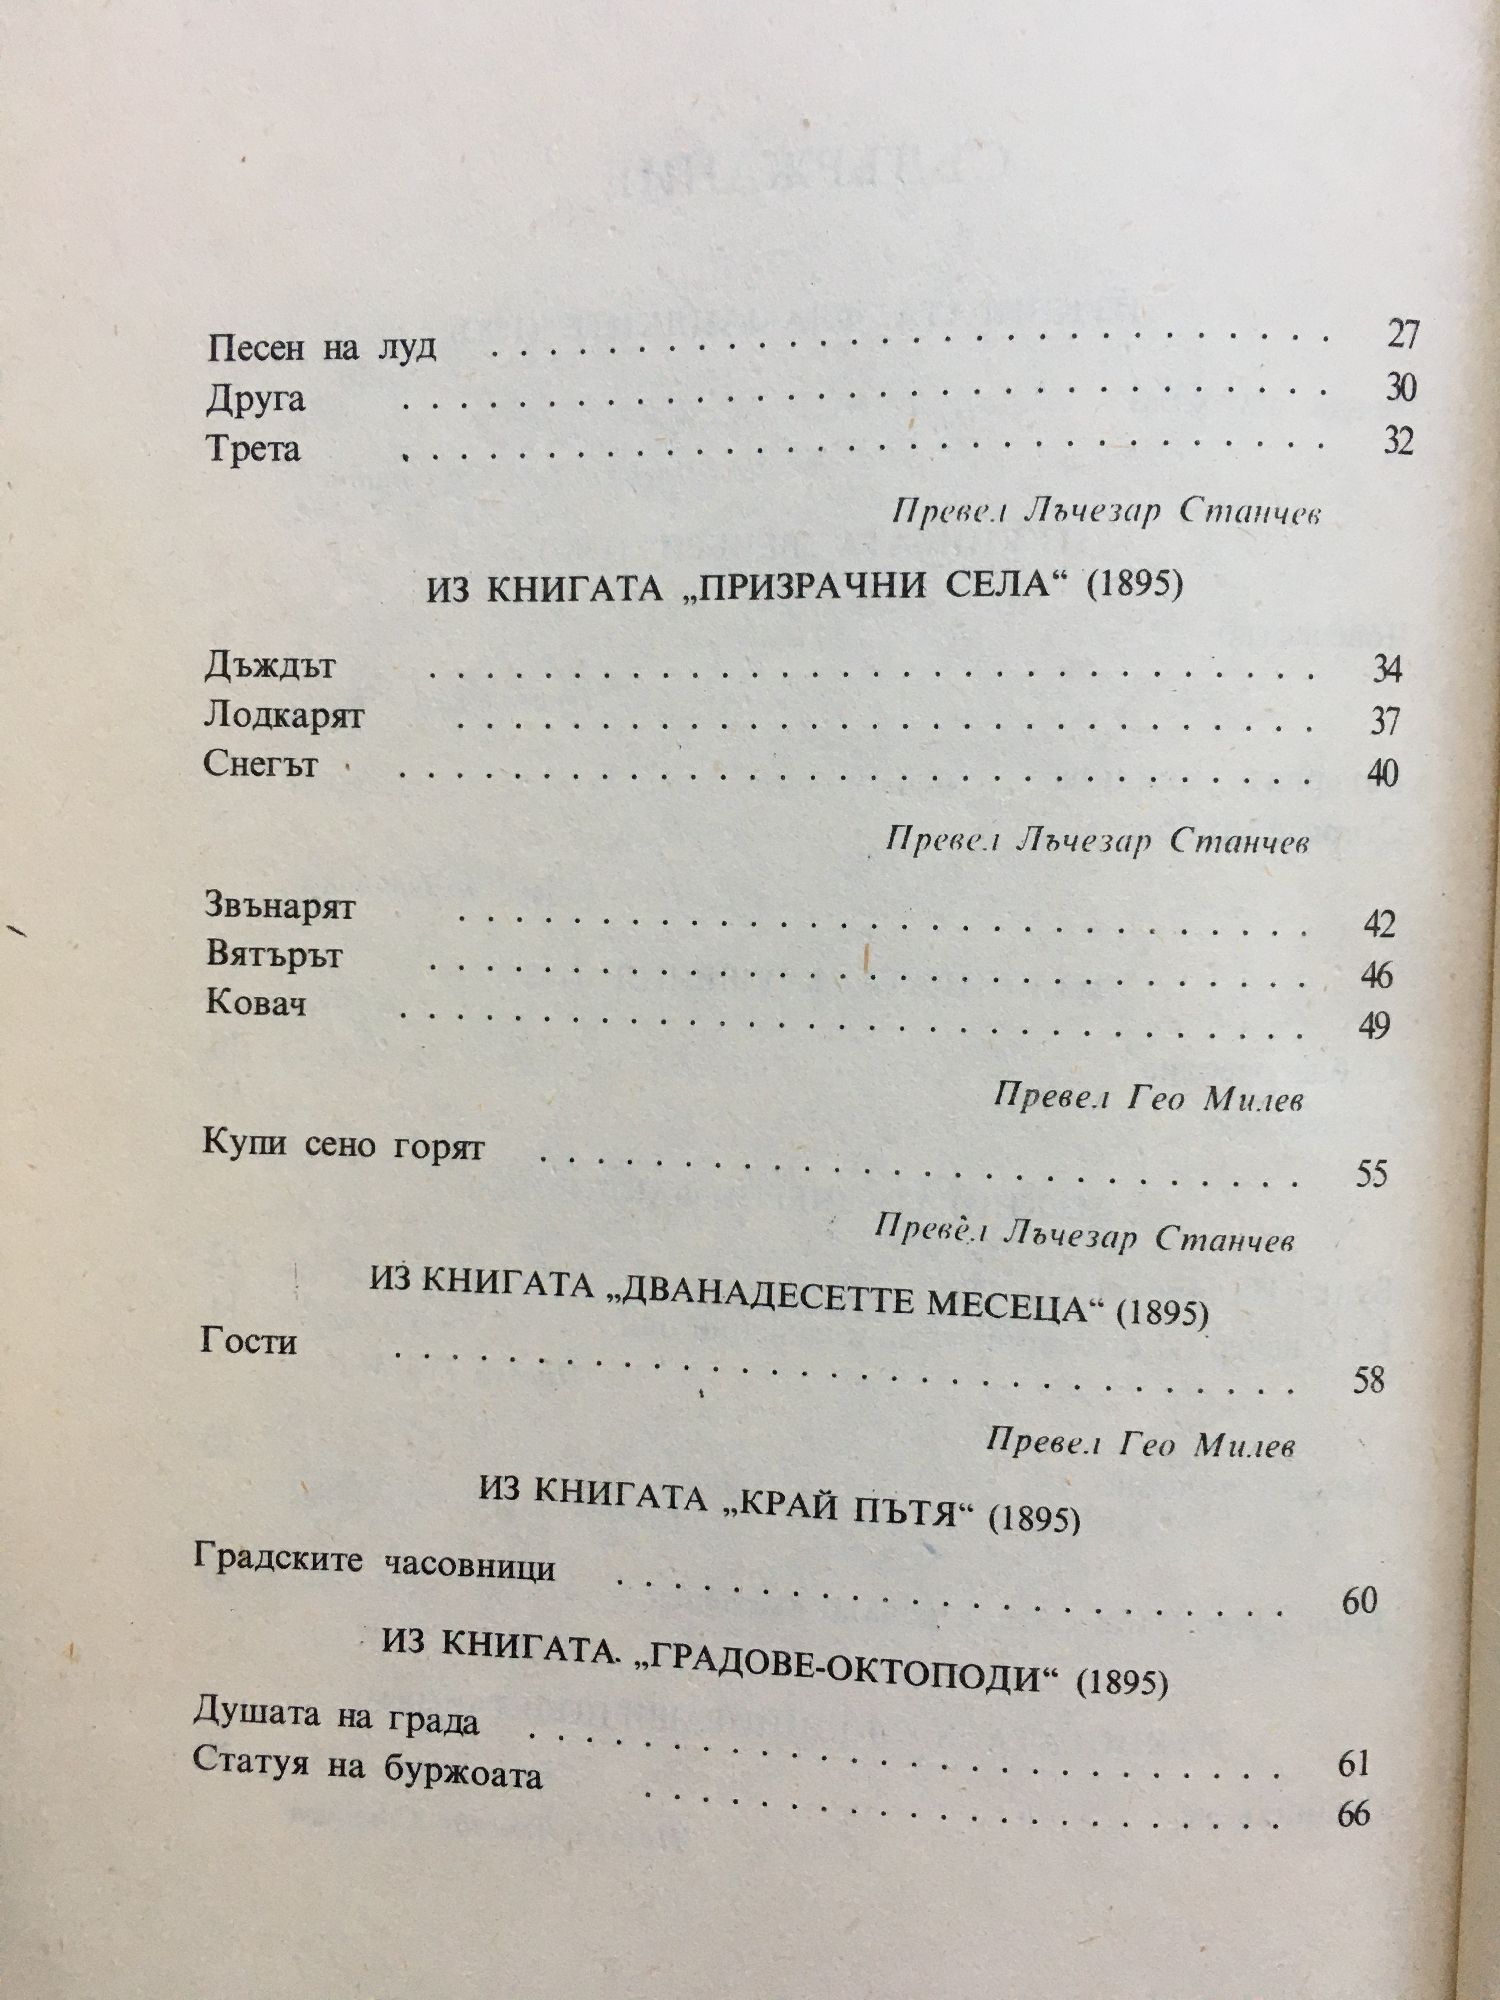 Песен на луд . . . . . . . . . . . . . . . . . . . . . . . . . . . . . . 27
Друга . . . . . . . . . . . . . . . . . . . . . . . . . . . . . . . . . 30
Трета . . . . . . . . . . . . . . . . . . . . . . . . . . . . . . . . . 32
Превел Лъчезар Станчев
ИЗ КНИГАТА „ПРИЗРАЧНИ СЕЛА“ (1895)
Дъждът . . . . . . . . . . . . . . . . . . . . . . . . . . . . . . . . 34
Лодкарят . . . . . . . . . . . . . . . . . . . . . . . . . . . . . . . 37
Снегът . . . . . . . . . . . . . . . . . . . . . . . . . . . . . . . . . 40
Превел Лъчезар Станчев
Звънарят . . . . . . . . . . . . . . . . . . . . . . . . . . . . . . 42
Вятърът . . . . . . . . . . . . . . . . . . . . . . . . . . . . . . . 46
Ковач . . . . . . . . . . . . . . . . . . . . . . . . . . . . . . . . 49
Превел Гео Милев
Купи сено горят . . . . . . . . . . . . . . . . . . . . . . . . . . . 55
Превел Лъчезар Станчев
ИЗ КНИГАТА „ДВАНАДЕСЕТТЕ МЕСЕЦА“ (1895)
Гости . . . . . . . . . . . . . . . . . . . . . . . . . . . . . . . . 58
Превел Гео Милев
ИЗ КНИГАТА „КРАЙ ПЪТЯ“ (1895)
Градските часовници . . . . . . . . . . . . . . . . . . . . . . . . 60
ИЗ КНИГАТА. „ГРАДОВЕ-ОКТОПОДИ“ (1895)
Душата на града . . . . . . . . . . . . . . . . . . . . . . . . . . . 61
Статуя на буржоата . . . . . . . . . . . . . . . . . . . . . . . 66